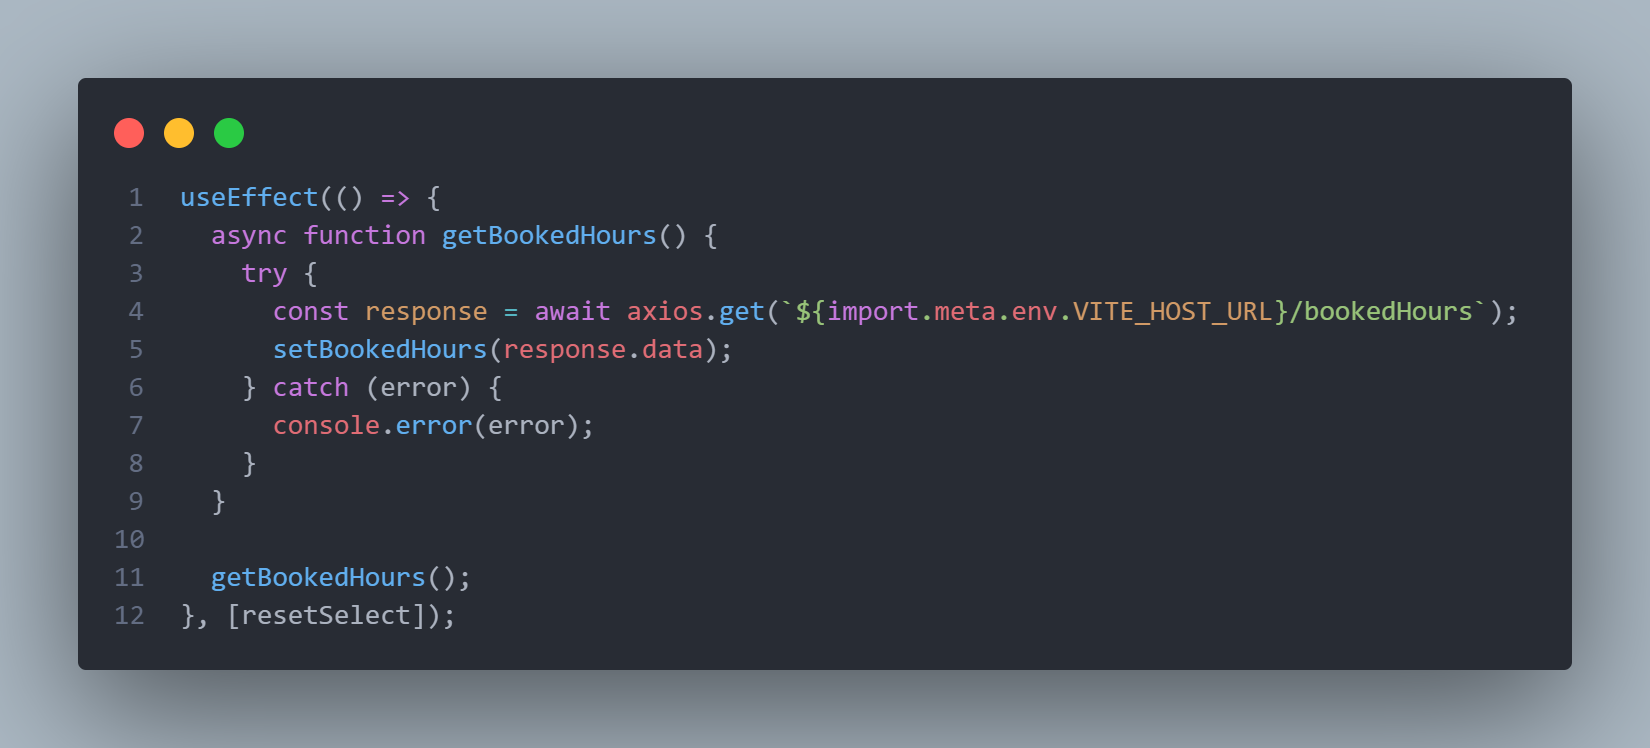 1 useEffect(() => {
2   async function getBookedHours() {
3     try {
4       const response = await axios.get(`${import.meta.env.VITE_HOST_URL}/bookedHours`);
5       setBookedHours(response.data);
6     } catch (error) {
7       console.error(error);
8     }
9   }
10
11   getBookedHours();
12 }, [resetSelect]);